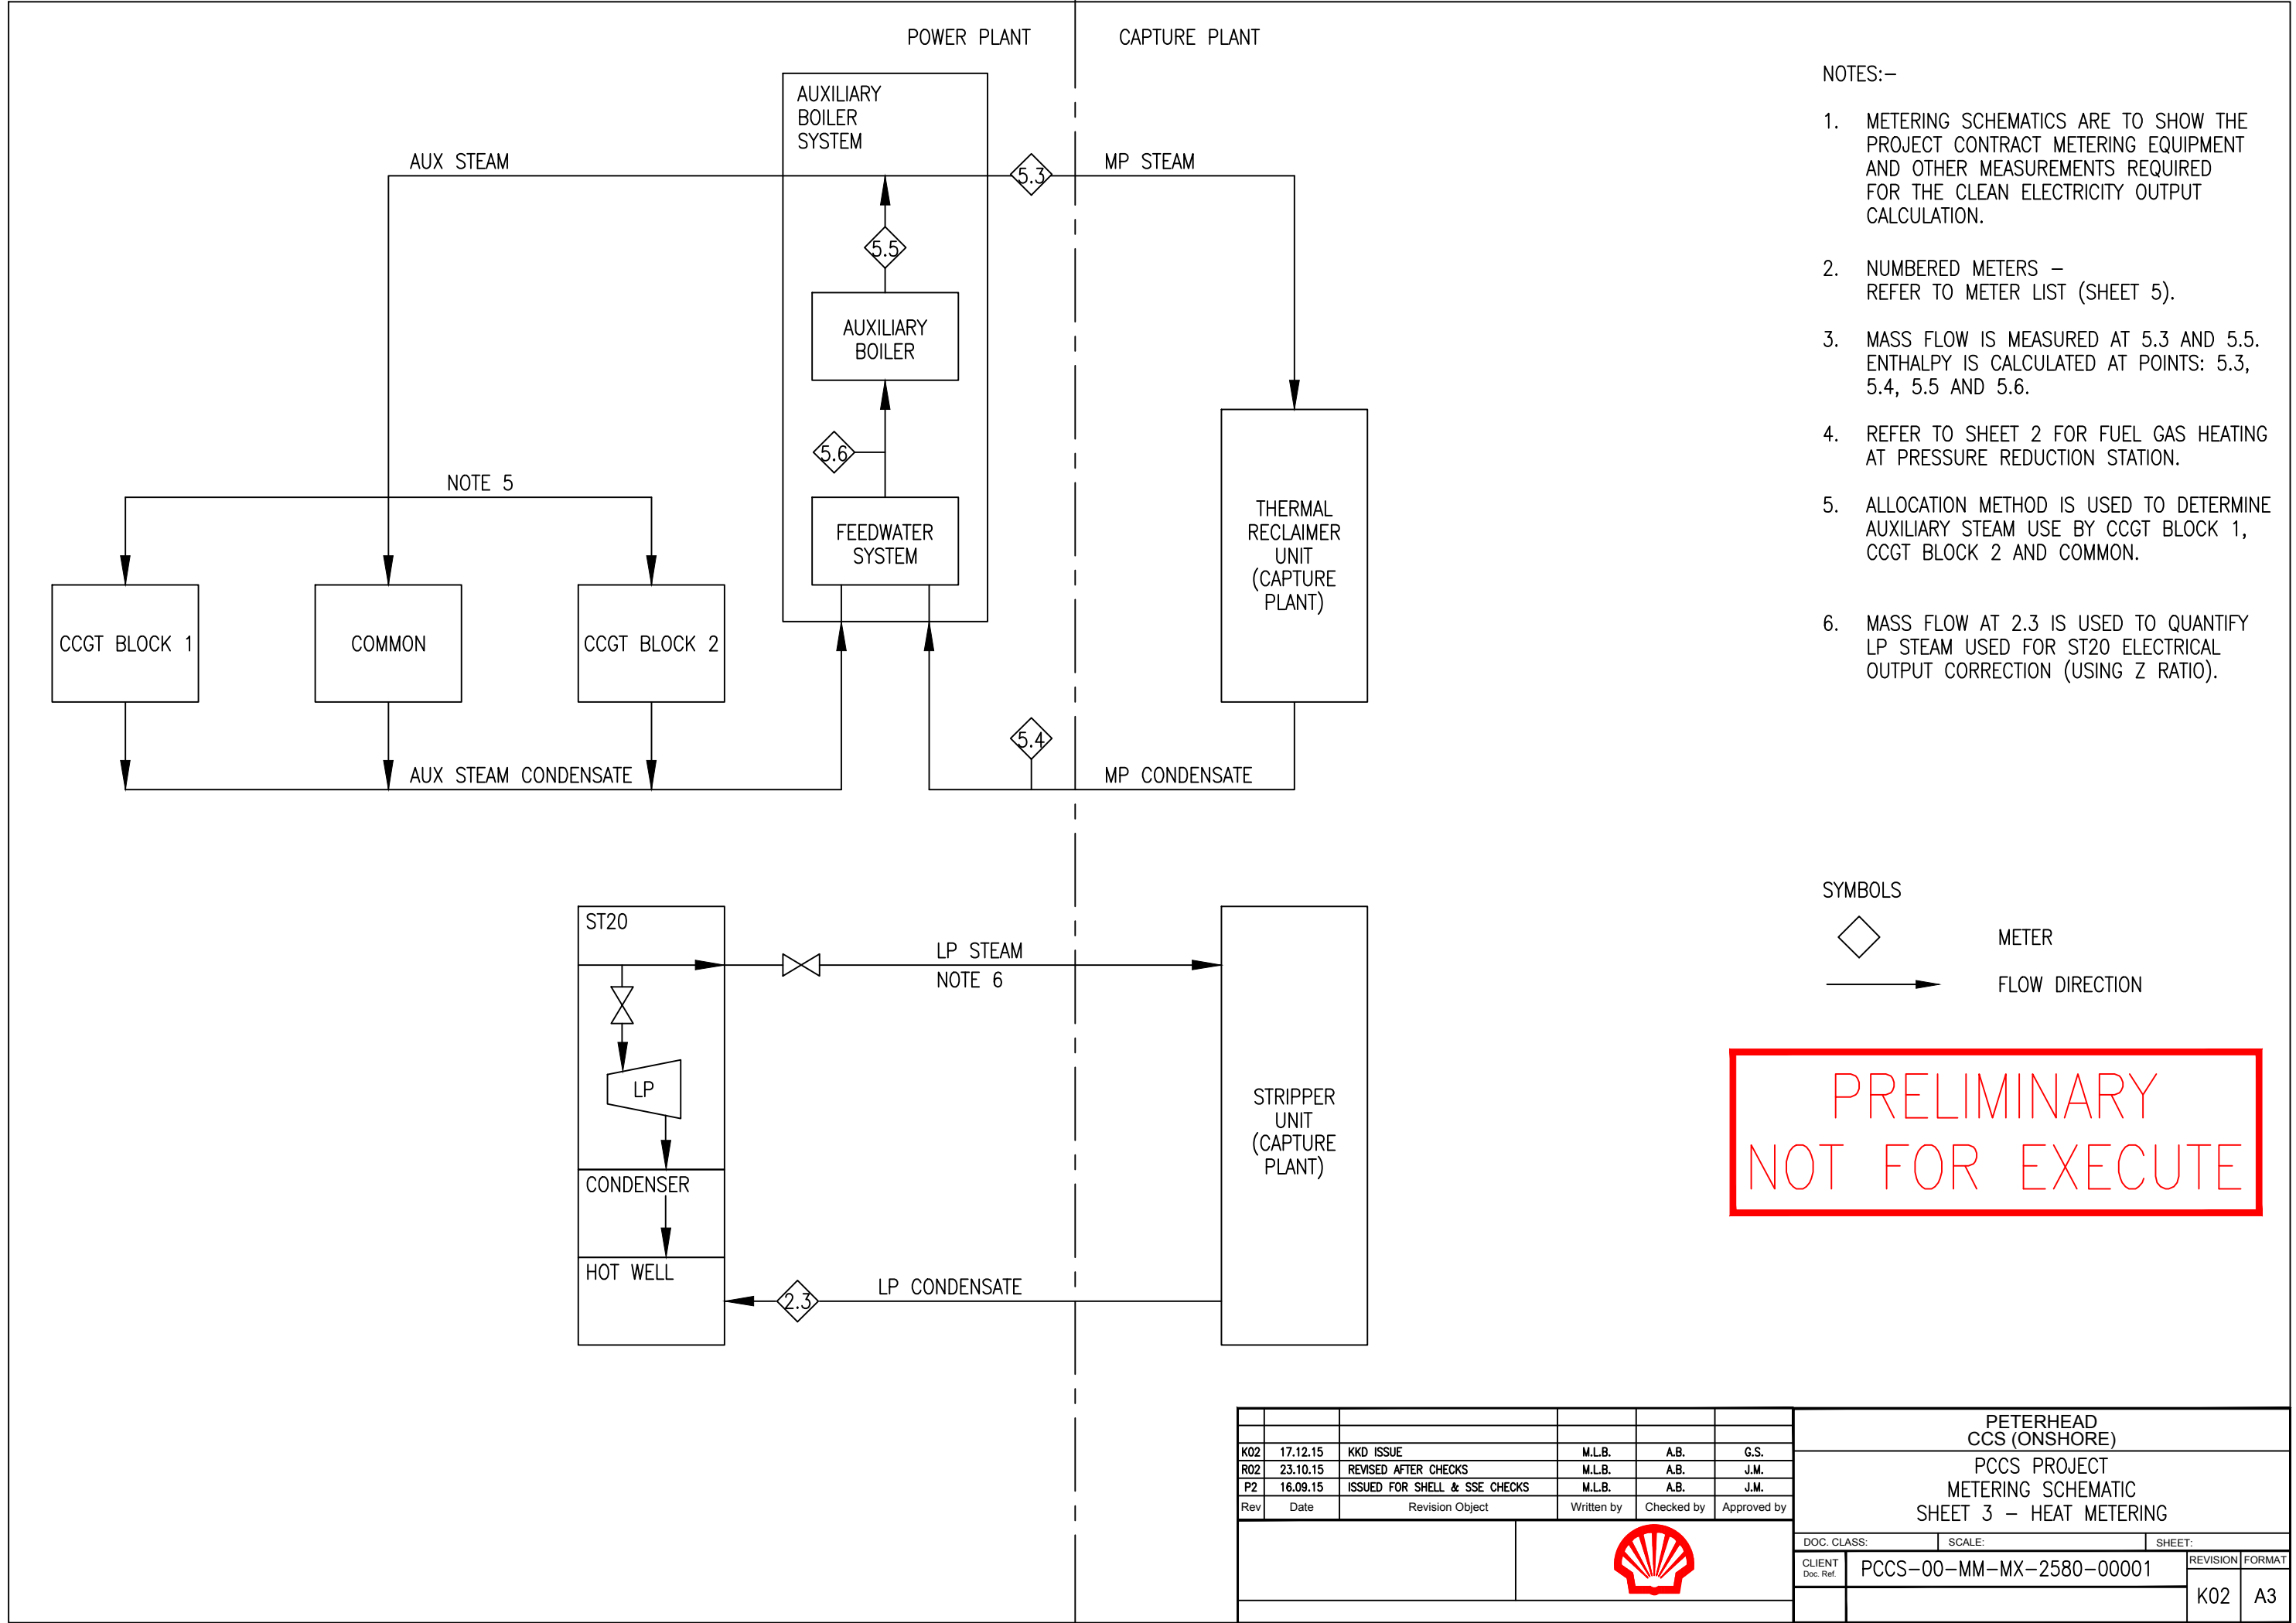 POWER PLANT
CAPTURE PLANT
AUXILIARY
BOILER
SYSTEM
AUX STEAM
5.3
MP STEAM
5.5
AUXILIARY
BOILER
5.6
NOTE 5
FEEDWATER
SYSTEM
THERMAL
RECLAIMER
UNIT
(CAPTURE
PLANT)
CCGT BLOCK 1
COMMON
CCGT BLOCK 2
5.4
AUX STEAM CONDENSATE
MP CONDENSATE
ST20
LP STEAM
NOTE 6
LP
STRIPPER
UNIT
(CAPTURE
PLANT)
CONDENSER
HOT WELL
2.3
LP CONDENSATE
NOTES:–
1. METERING SCHEMATICS ARE TO SHOW THE
PROJECT CONTRACT METERING EQUIPMENT
AND OTHER MEASUREMENTS REQUIRED
FOR THE CLEAN ELECTRICITY OUTPUT
CALCULATION.
2. NUMBERED METERS –
REFER TO METER LIST (SHEET 5).
3. MASS FLOW IS MEASURED AT 5.3 AND 5.5.
ENTHALPY IS CALCULATED AT POINTS: 5.3,
5.4, 5.5 AND 5.6.
4. REFER TO SHEET 2 FOR FUEL GAS HEATING
AT PRESSURE REDUCTION STATION.
5. ALLOCATION METHOD IS USED TO DETERMINE
AUXILIARY STEAM USE BY CCGT BLOCK 1,
CCGT BLOCK 2 AND COMMON.
6. MASS FLOW AT 2.3 IS USED TO QUANTIFY
LP STEAM USED FOR ST20 ELECTRICAL
OUTPUT CORRECTION (USING Z RATIO).
SYMBOLS
METER
FLOW DIRECTION
PRELIMINARY
NOT FOR EXECUTE
K02 17.12.15 KKD ISSUE M.L.B. A.B. G.S.
R02 23.10.15 REVISED AFTER CHECKS M.L.B. A.B. J.M.
P2 16.09.15 ISSUED FOR SHELL & SSE CHECKS M.L.B. A.B. J.M.
Rev Date Revision Object Written by Checked by Approved by
PETERHEAD
CCS (ONSHORE)
PCCS PROJECT
METERING SCHEMATIC
SHEET 3 – HEAT METERING
DOC. CLASS: SCALE: SHEET:
CLIENT
Doc. Ref.
PCCS–00–MM–MX–2580–00001
REVISION FORMAT
K02 A3